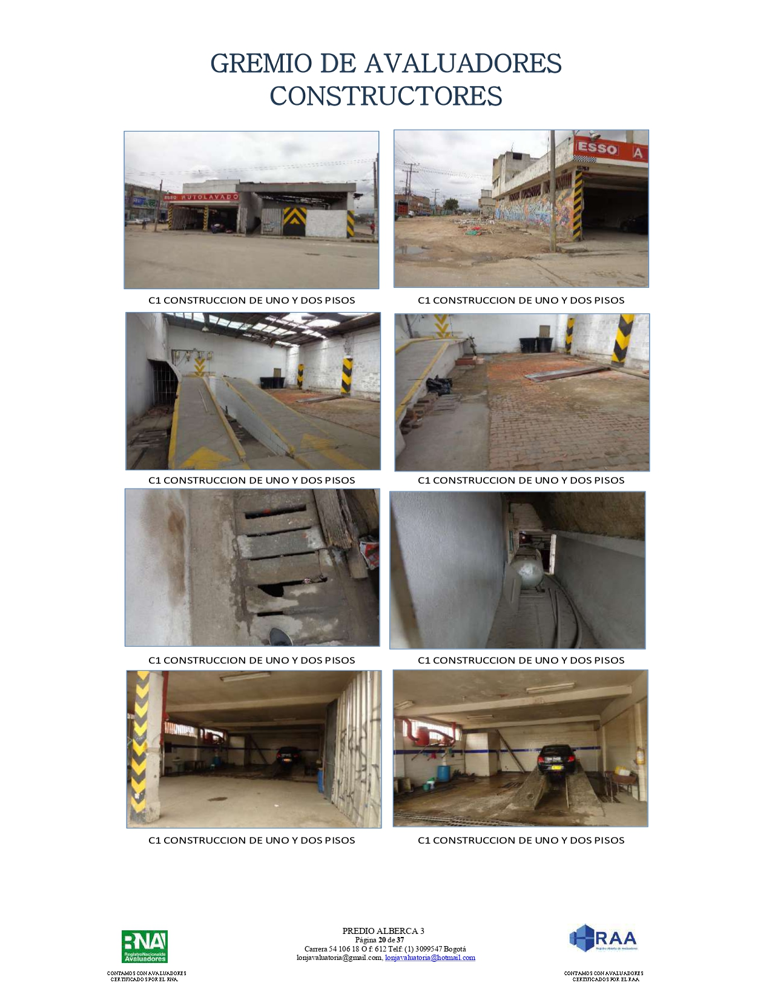 GREMIO DE AVALUADORES
CONSTRUCTORES
ESSO AUTOLAVADO
ESSO A
C1 CONSTRUCCION DE UNO Y DOS PISOS
C1 CONSTRUCCION DE UNO Y DOS PISOS
C1 CONSTRUCCION DE UNO Y DOS PISOS
C1 CONSTRUCCION DE UNO Y DOS PISOS
C1 CONSTRUCCION DE UNO Y DOS PISOS
C1 CONSTRUCCION DE UNO Y DOS PISOS
C1 CONSTRUCCION DE UNO Y DOS PISOS
C1 CONSTRUCCION DE UNO Y DOS PISOS
PREDIO ALBERCA 3
Página 20 de 37
Carrera 54 106 18 Of: 612 Telf: (1) 3099547 Bogotá
lonjavaluatoria@gmail.com, lonjavaluatoria@hotmail.com
RNA
Registro Nacional de
Avaluadores
CONTAMOS CON AVALUADORES
CERTIFICADOS POR EL RNA.
RAA
Registro Abierto de Avaluadores
CONTAMOS CON AVALUADORES
CERTIFICADOS POR EL RAA